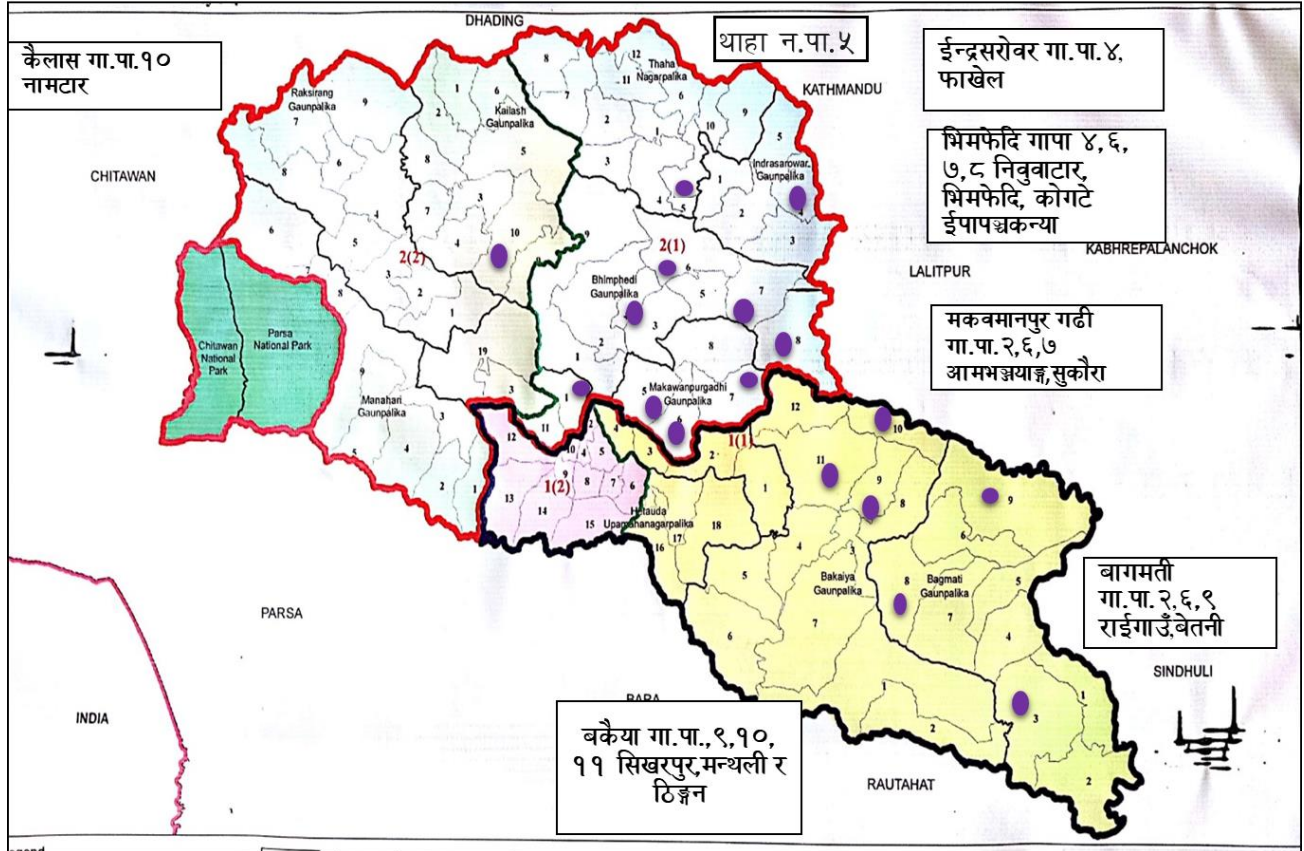 DHADING
थाहा न.पा.५
कैलास गा.पा.१०
नामटार
ईन्द्रसरोवर गा.पा.४,
फाखेल
KATHMANDU
भिमफेदि गापा ४,६,
७,८ निवुवाटार,
भिमफेदि, कोगटे
ईपापञ्चकन्या
CHITAWAN
KABHREPALANCHOK
LALITPUR
मकवमानपुर गढी
गा.पा.२,६,७
आमभञ्ज्याङ्ग,सुकौरा
Raksirang
Gaunpalika
Kailash
Gaunpalika
Thaha
Nagarpalika
Indrasarowar
Gaunpalika
2(2)
2(1)
Bhimphedi
Gaunpalika
Chitawan
National
Park
Parsa
National Park
Manahari
Gaunpalika
Makawanpurgadhi
Gaunpalika
1(1)
1(2)
Hetauda
Upamahanagarpalika
Bakaiya
Gaunpalika
Bagmati
Gaunpalika
बागमती
गा.पा.२,६,९
राईगाउँ,बेतनी
PARSA
SINDHULI
INDIA
BARA
बकैया गा.पा.,९,१०,
११ सिखरपुर,मन्थली र
ठिङ्गन
RAUTAHAT